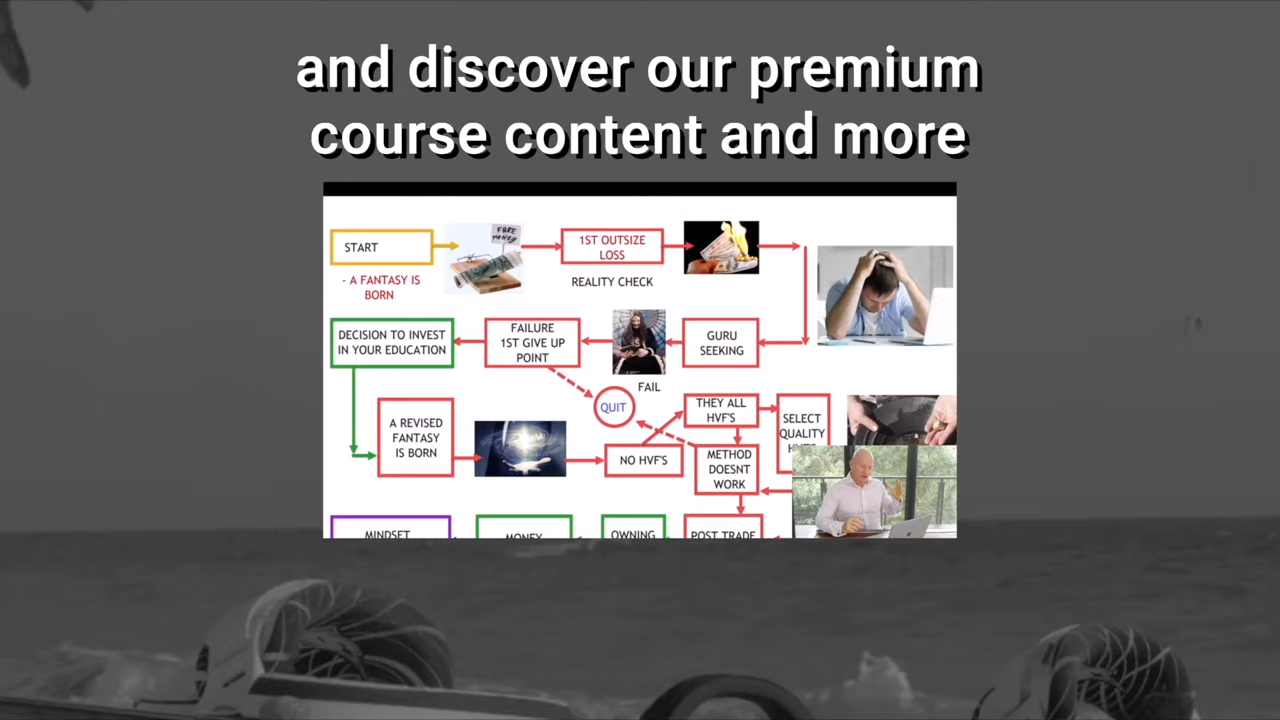 and discover our premium
course content and more
START
FREE
MONEY
1ST OUTSIZE
LOSS
- A FANTASY IS
BORN
REALITY CHECK
DECISION TO INVEST
IN YOUR EDUCATION
FAILURE
1ST GIVE UP
POINT
GURU
SEEKING
FAIL
QUIT
A REVISED
FANTASY
IS BORN
NO HVF'S
THEY ALL
HVF'S
SELECT
QUALITY
METHOD
DOESNT
WORK
MINDSET
MONEY
OWNING
POST TRADE